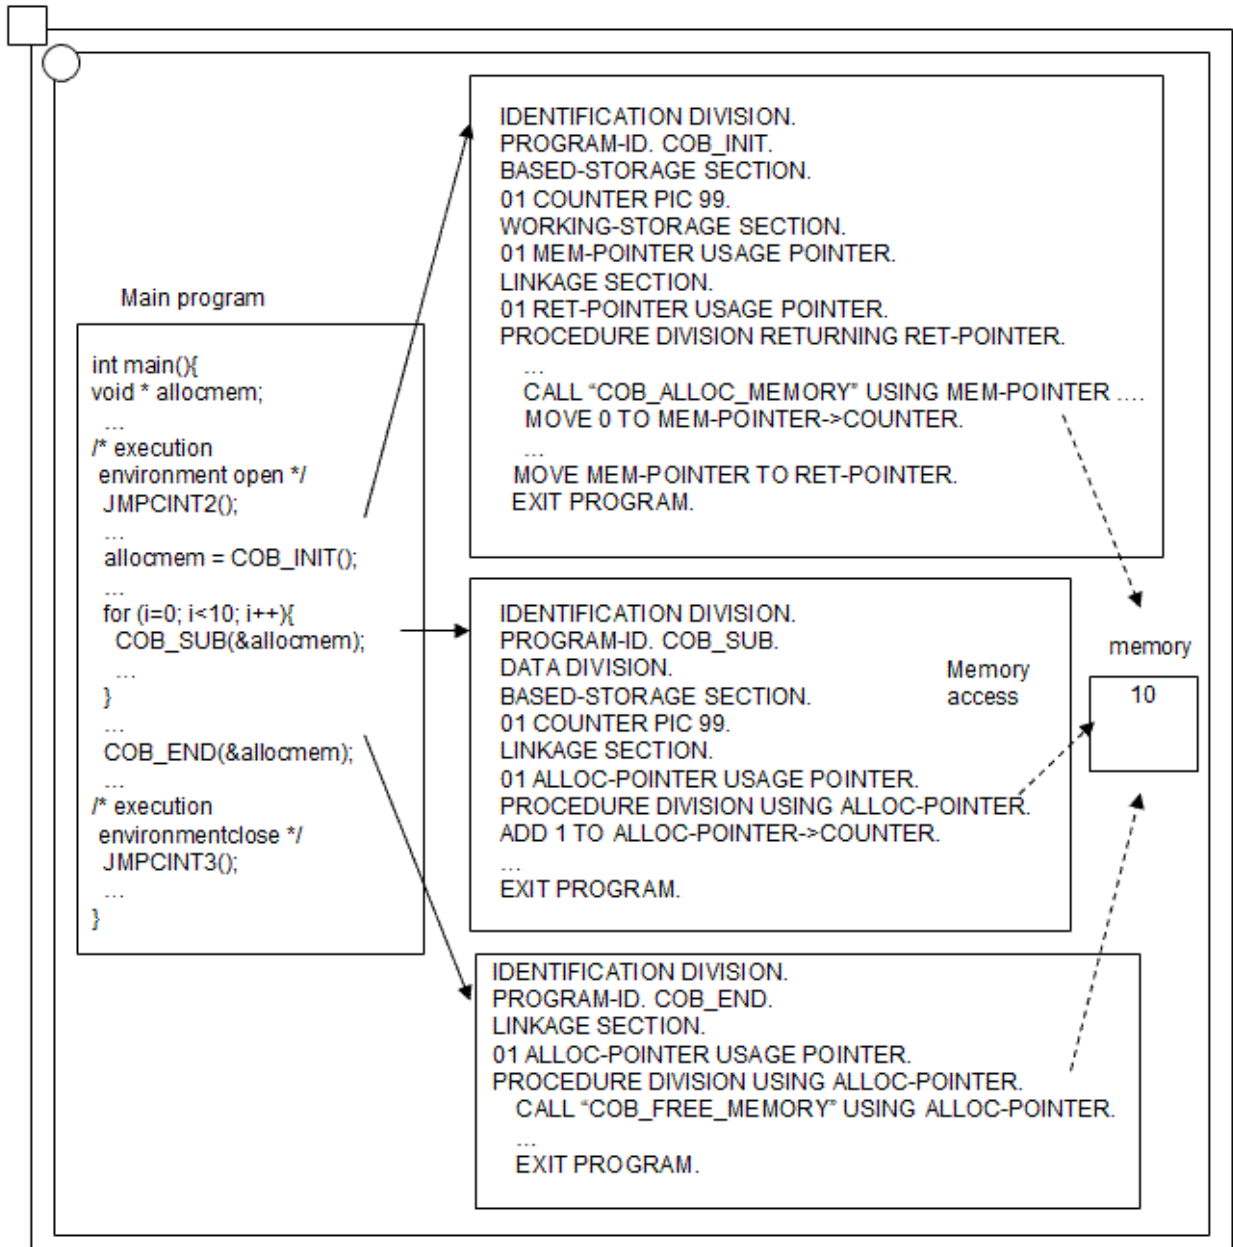 Main program
int main(){
void * allocmem;
...
/* execution
environment open */
JMPCINT2();
...
allocmem = COB_INIT();
...
for (i=0; i<10; i++){
COB_SUB(&allocmem);
...
}
...
COB_END(&allocmem);
...
/* execution
environmentclose */
JMPCINT3();
...
}
IDENTIFICATION DIVISION.
PROGRAM-ID. COB_INIT.
BASED-STORAGE SECTION.
01 COUNTER PIC 99.
WORKING-STORAGE SECTION.
01 MEM-POINTER USAGE POINTER.
LINKAGE SECTION.
01 RET-POINTER USAGE POINTER.
PROCEDURE DIVISION RETURNING RET-POINTER.
...
CALL “COB_ALLOC_MEMORY” USING MEM-POINTER ....
MOVE 0 TO MEM-POINTER->COUNTER.
...
MOVE MEM-POINTER TO RET-POINTER.
EXIT PROGRAM.
IDENTIFICATION DIVISION.
PROGRAM-ID. COB_SUB.
DATA DIVISION.
BASED-STORAGE SECTION.
01 COUNTER PIC 99.
LINKAGE SECTION.
01 ALLOC-POINTER USAGE POINTER.
PROCEDURE DIVISION USING ALLOC-POINTER.
ADD 1 TO ALLOC-POINTER->COUNTER.
...
EXIT PROGRAM.
Memory
access
memory
10
IDENTIFICATION DIVISION.
PROGRAM-ID. COB_END.
LINKAGE SECTION.
01 ALLOC-POINTER USAGE POINTER.
PROCEDURE DIVISION USING ALLOC-POINTER.
CALL “COB_FREE_MEMORY” USING ALLOC-POINTER.
...
EXIT PROGRAM.